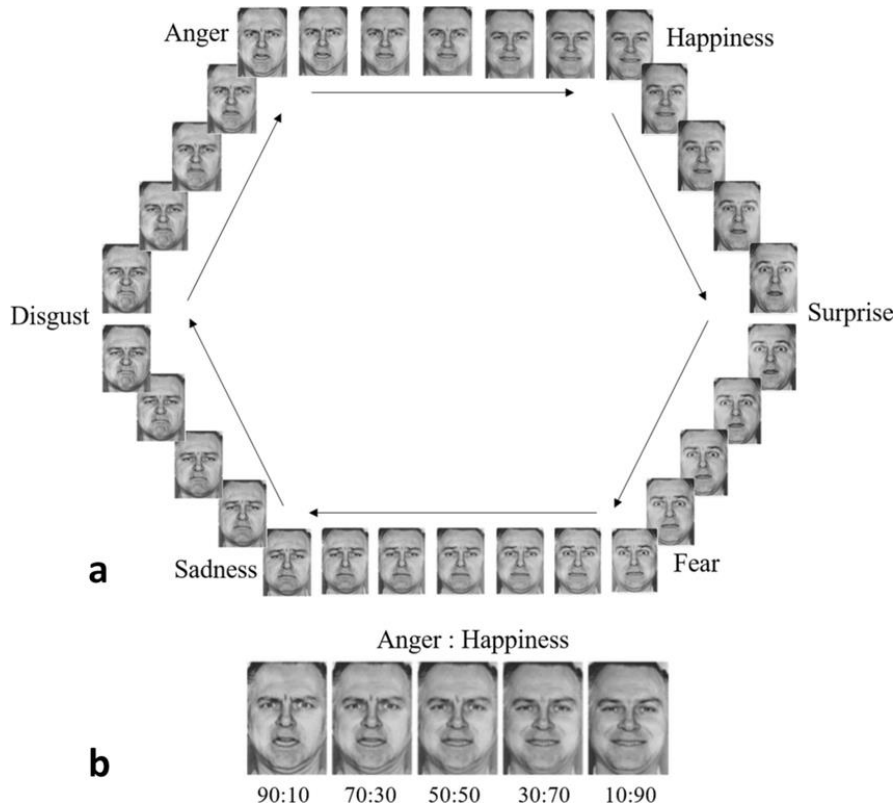 Anger
Happiness
Disgust
Surprise
Sadness
Fear
a
Anger : Happiness
b
90:10 70:30 50:50 30:70 10:90